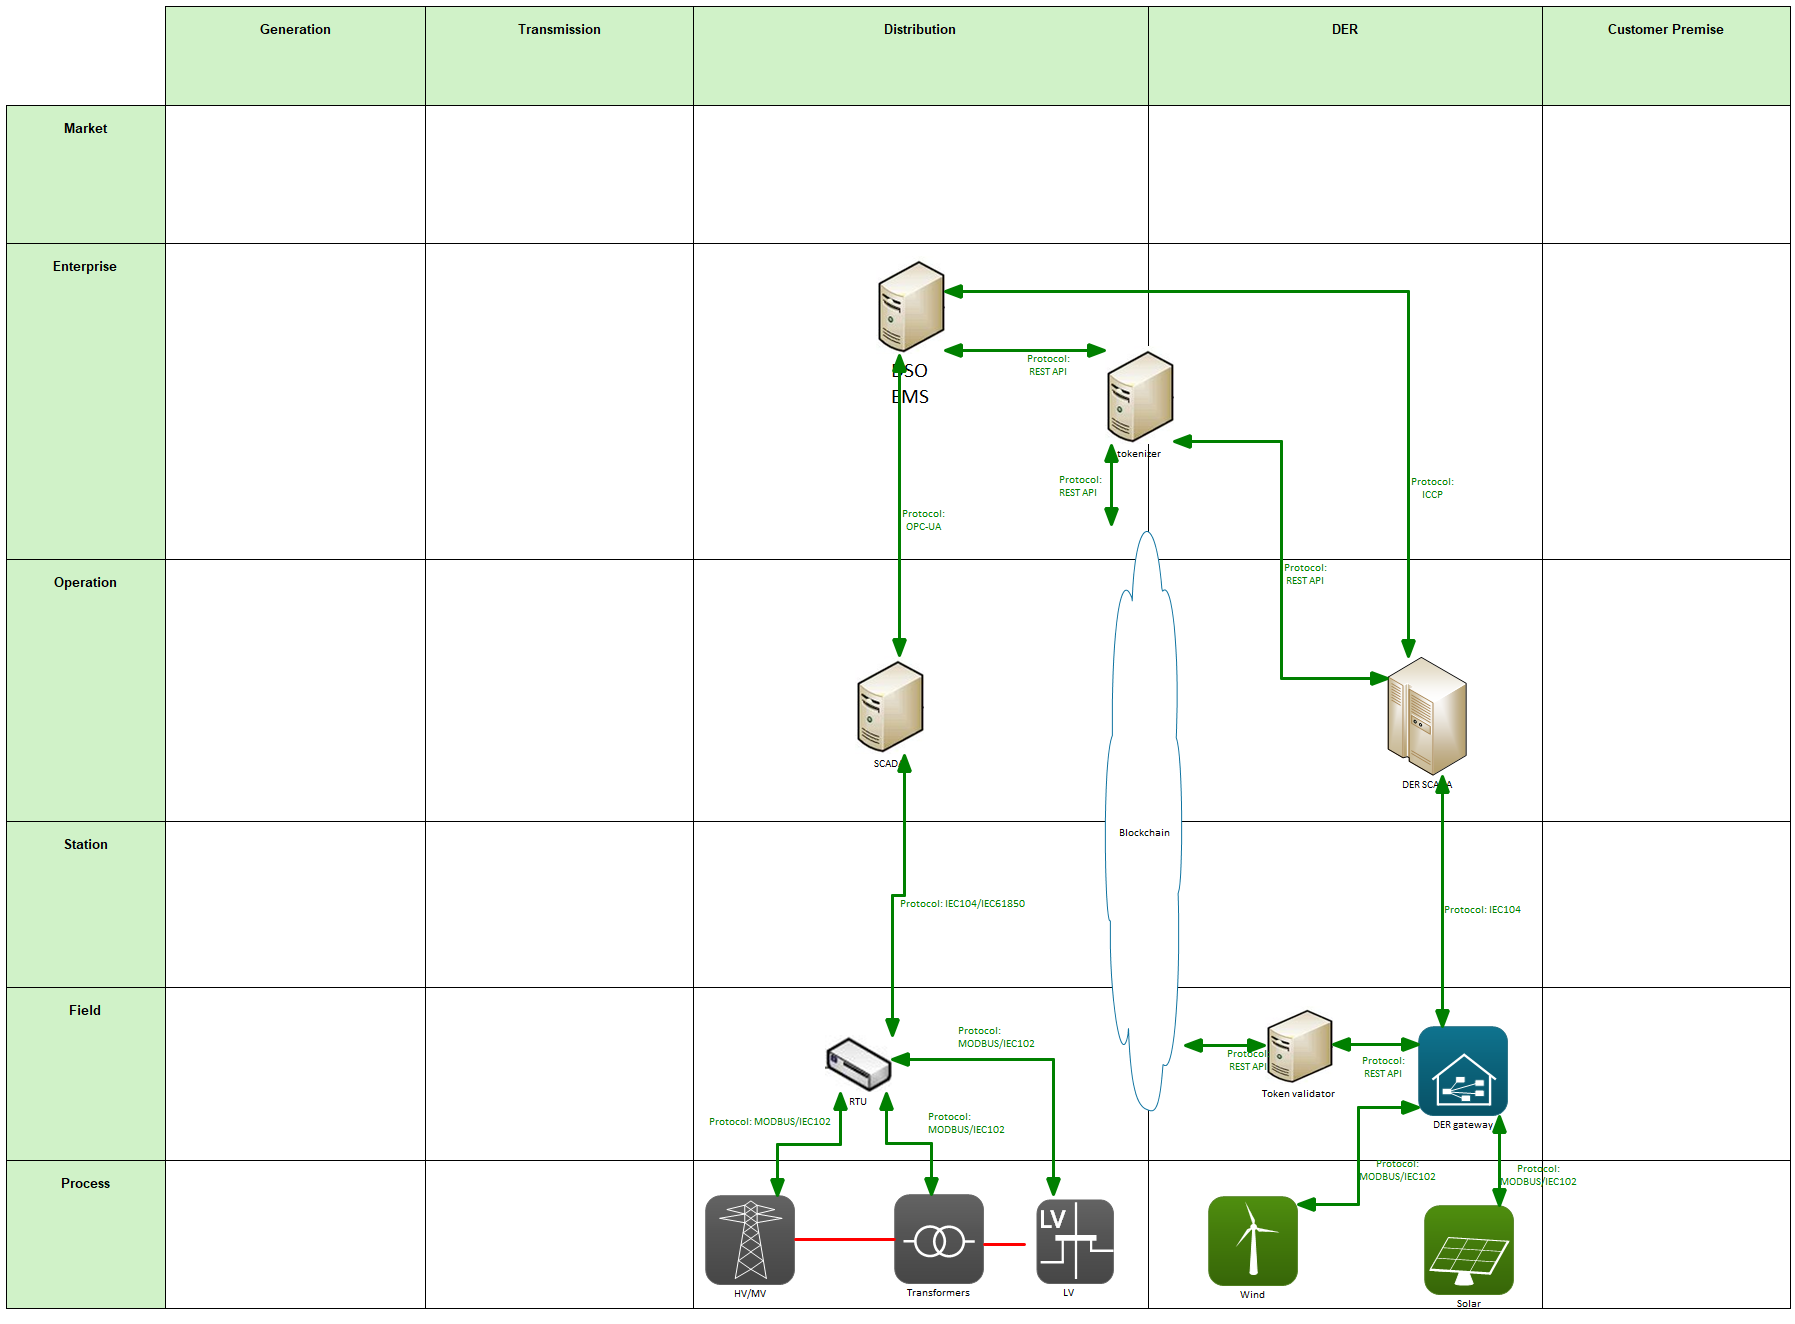 Generation
Transmission
Distribution
DER
Customer Premise
Market
Enterprise
Protocol:
REST API
EMS
tokenizer
Protocol:
REST API
Protocol:
ICCP
Protocol:
OPC-UA
Operation
Protocol:
REST API
DER SCADA
Station
Blockchain
Protocol: IEC104/IEC61850
Protocol: IEC104
Field
Protocol:
MODBUS/IEC102
Protocol:
REST API
Protocol:
REST API
Token validator
RTU
Protocol: MODBUS/IEC102
Protocol:
MODBUS/IEC102
DER gateway
Process
Protocol:
MODBUS/IEC102
Protocol:
MODBUS/IEC102
LV
HV/MV
Transformers
LV
Wind
Solar